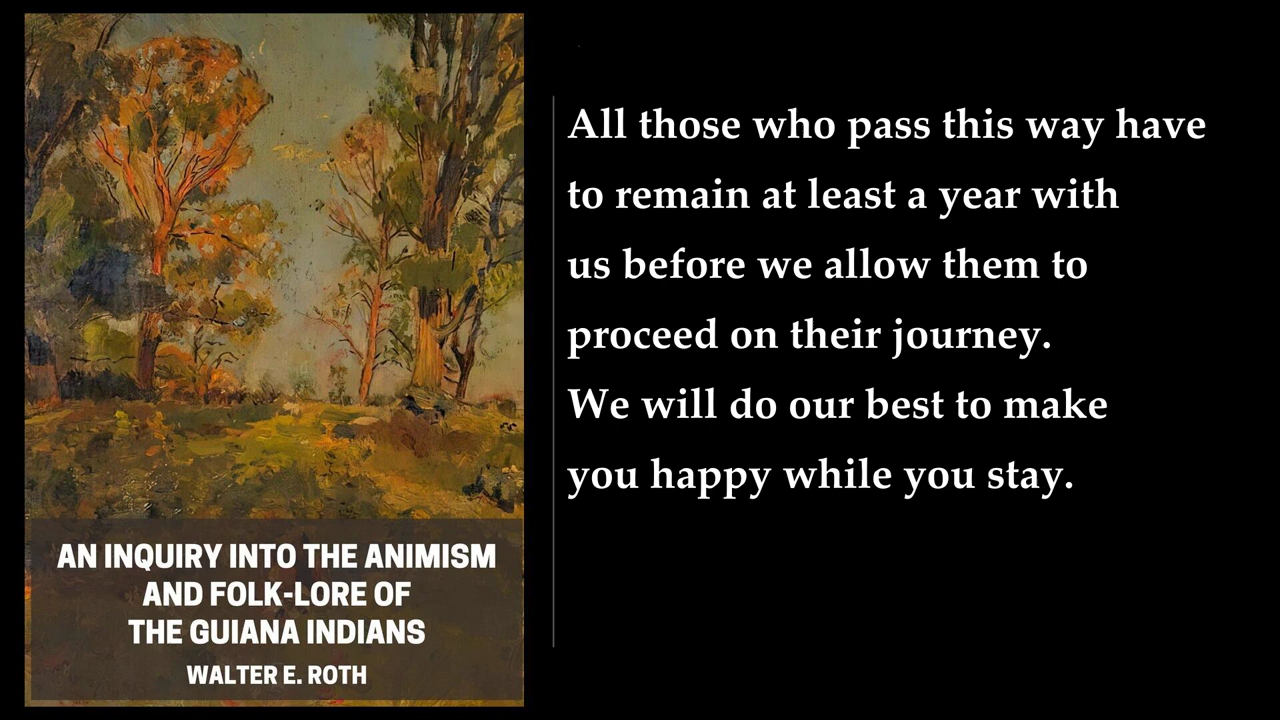 All those who pass this way have
to remain at least a year with
us before we allow them to
proceed on their journey.
We will do our best to make
you happy while you stay.
AN INQUIRY INTO THE ANIMISM
AND FOLK-LORE OF
THE GUIANA INDIANS
WALTER E. ROTH